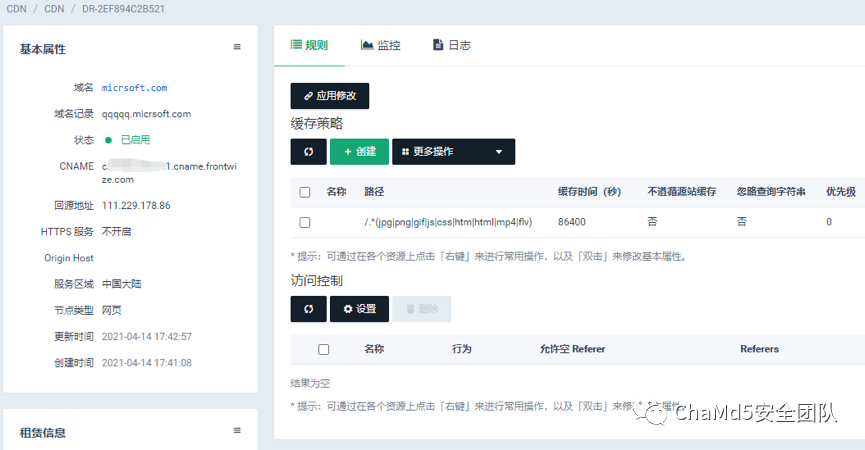 CDN / CDN / DR-2EF894C2B521
基本属性
域名 micrsoft.com
域名记录 qqqqq.micrsoft.com
状态 已启用
CNAME c 1.cname.frontwize.com
回源地址 111.229.178.86
HTTPS 服务 不开启
Origin Host
服务区域 中国大陆
节点类型 网页
更新时间 2021-04-14 17:42:57
创建时间 2021-04-14 17:41:08
租赁信息
规则 监控 日志
应用修改
缓存策略
+ 创建 更多操作
名称 路径 缓存时间（秒） 不遵循源站缓存 忽略查询字符串 优先级
/.*(jpg|png|gif|js|css|htm|html|mp4|flv) 86400 否 否 0
* 提示：可通过在各个资源上点击「右键」来进行常用操作，以及「双击」来修改基本属性。
访问控制
设置 删除
名称 行为 允许空 Referer Referers
结果为空
* 提示：可通过在各个资源上点击「右键」来进行常用操作，以及「双击」来修改基本属性。
ChaMd5安全团队